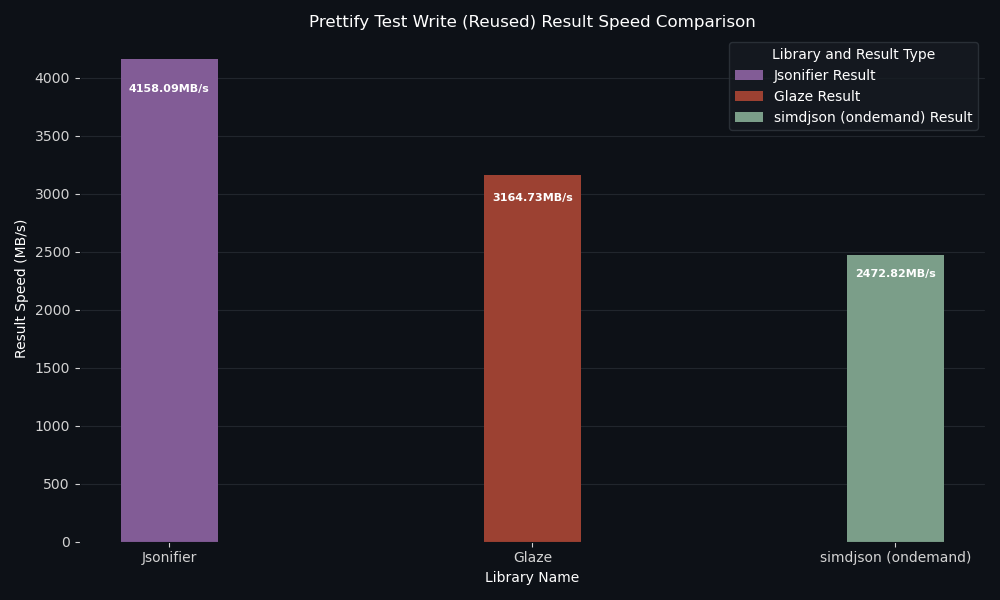 Prettify Test Write (Reused) Result Speed Comparison
Library and Result Type
Jsonifier Result
Glaze Result
simdjson (ondemand) Result
4158.09MB/s
3164.73MB/s
2472.82MB/s
Result Speed (MB/s)
4000
3500
3000
2500
2000
1500
1000
500
0
Jsonifier
Glaze
simdjson (ondemand)
Library Name